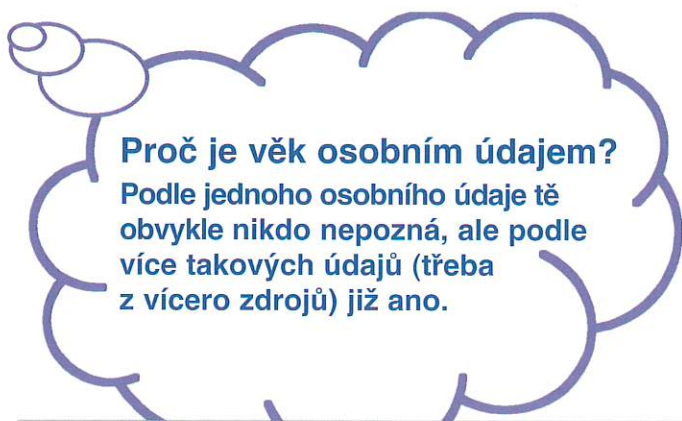 Proč je věk osobním údajem?
Podle jednoho osobního údaje tě
obvykle nikdo nepozná, ale podle
více takových údajů (třeba
z vícero zdrojů) již ano.